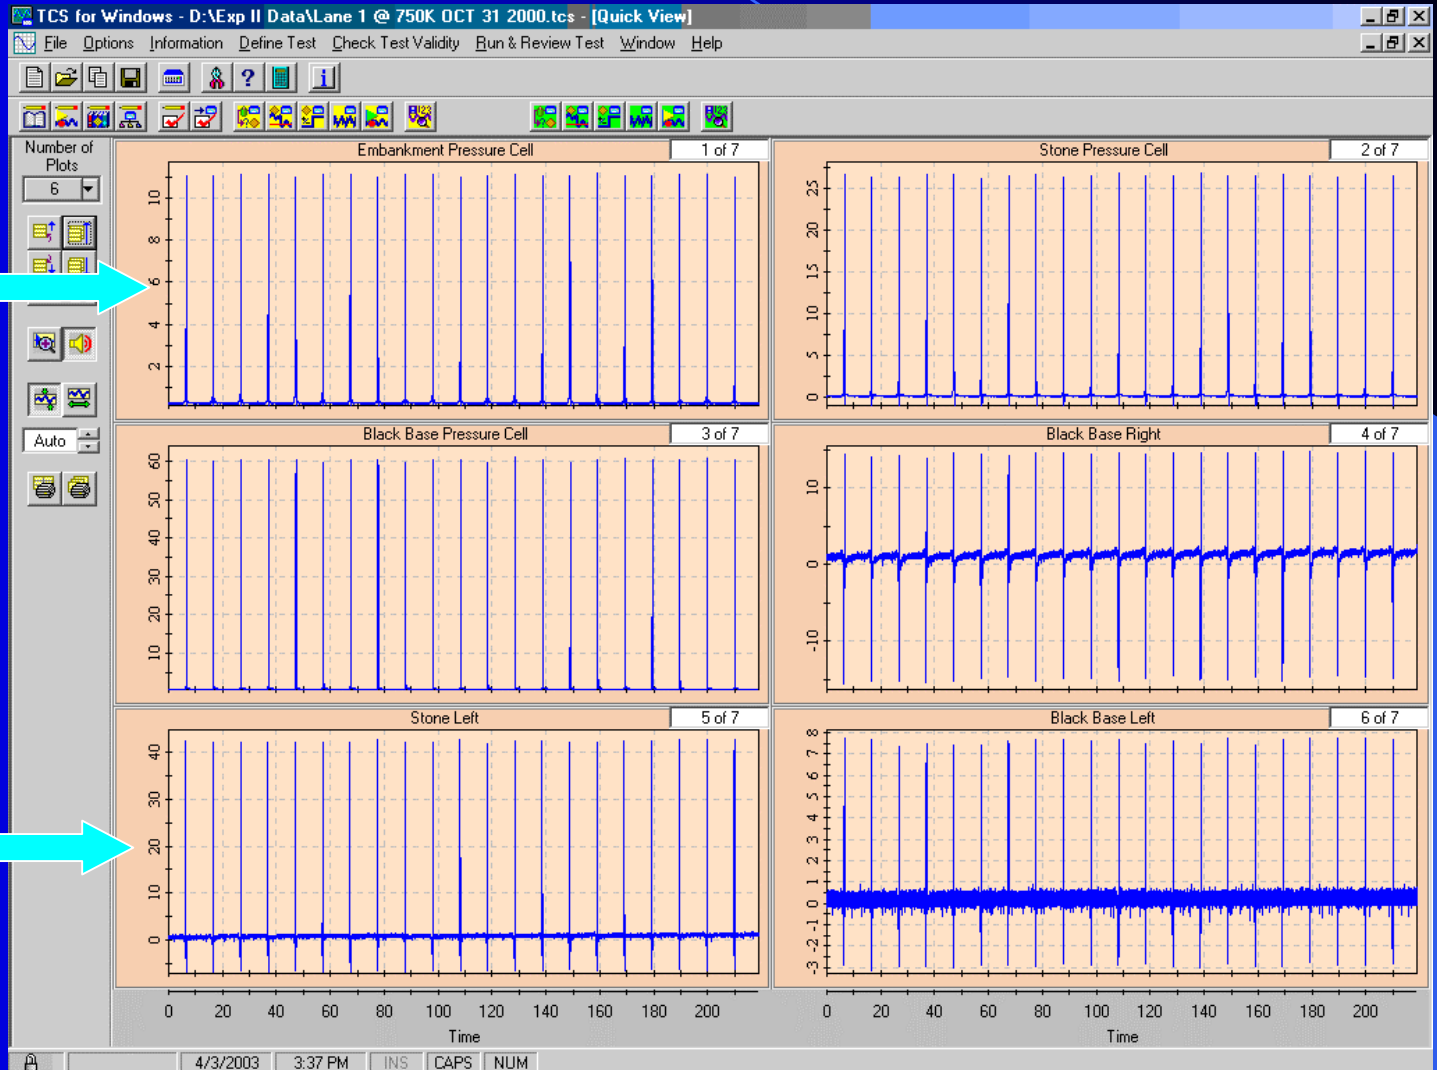 TCS for Windows - D:\Exp II Data\Lane 1 @ 750K OCT 31 2000.tcs - [Quick View]
File Options Information Define Test Check Test Validity Run & Review Test Window Help
Number of
Plots
6
Auto
Embankment Pressure Cell
1 of 7
10
8
6
4
2
Stone Pressure Cell
2 of 7
25
20
15
10
5
0
Black Base Pressure Cell
3 of 7
60
50
40
30
20
10
Black Base Right
4 of 7
10
0
-10
Stone Left
5 of 7
40
30
20
10
0
Black Base Left
6 of 7
8
7
6
5
4
3
2
1
0
-1
-2
-3
0 20 40 60 80 100 120 140 160 180 200
Time
0 20 40 60 80 100 120 140 160 180 200
Time
4/3/2003 3:37 PM INS CAPS NUM